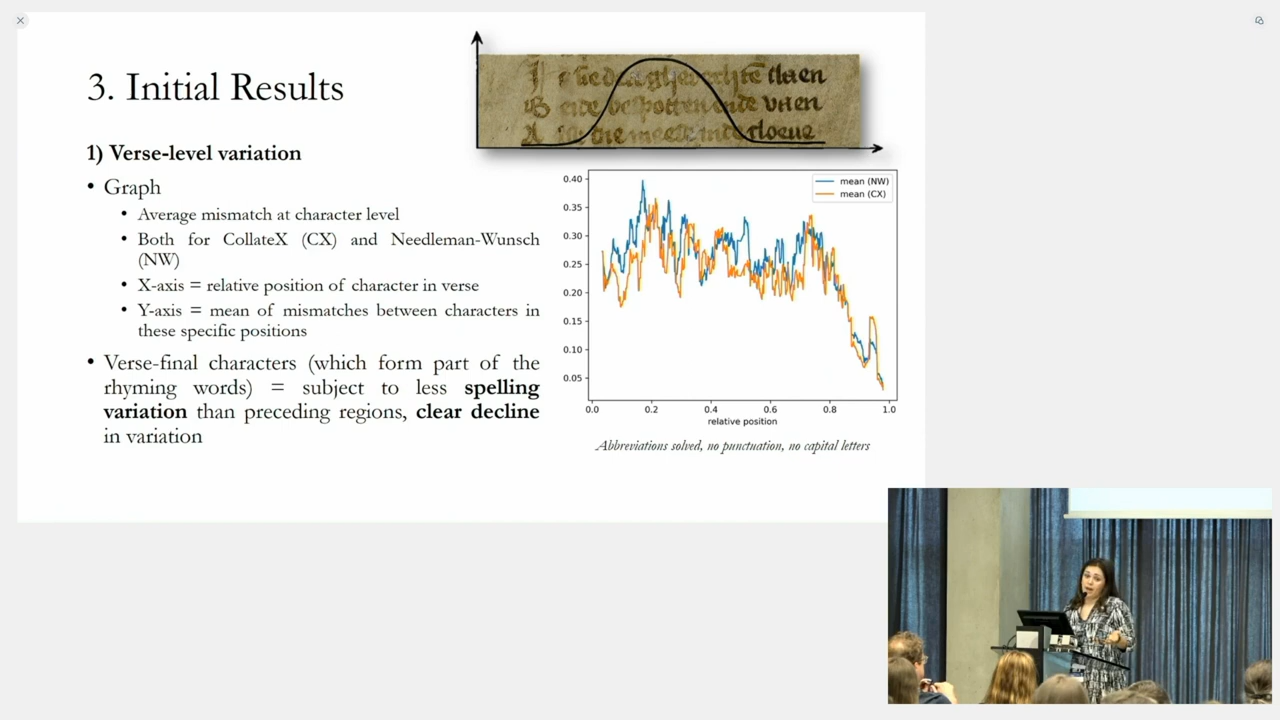 3. Initial Results
1) Verse-level variation
• Graph
• Average mismatch at character level
• Both for CollateX (CX) and Needleman-Wunsch
(NW)
• X-axis = relative position of character in verse
• Y-axis = mean of mismatches between characters in
these specific positions
• Verse-final characters (which form part of the
rhyming words) = subject to less spelling
variation than preceding regions, clear decline
in variation
mean (NW)
mean (CX)
0.40
0.35
0.30
0.25
0.20
0.15
0.10
0.05
0.0 0.2 0.4 0.6 0.8 1.0
relative position
Abbreviations solved, no punctuation, no capital letters